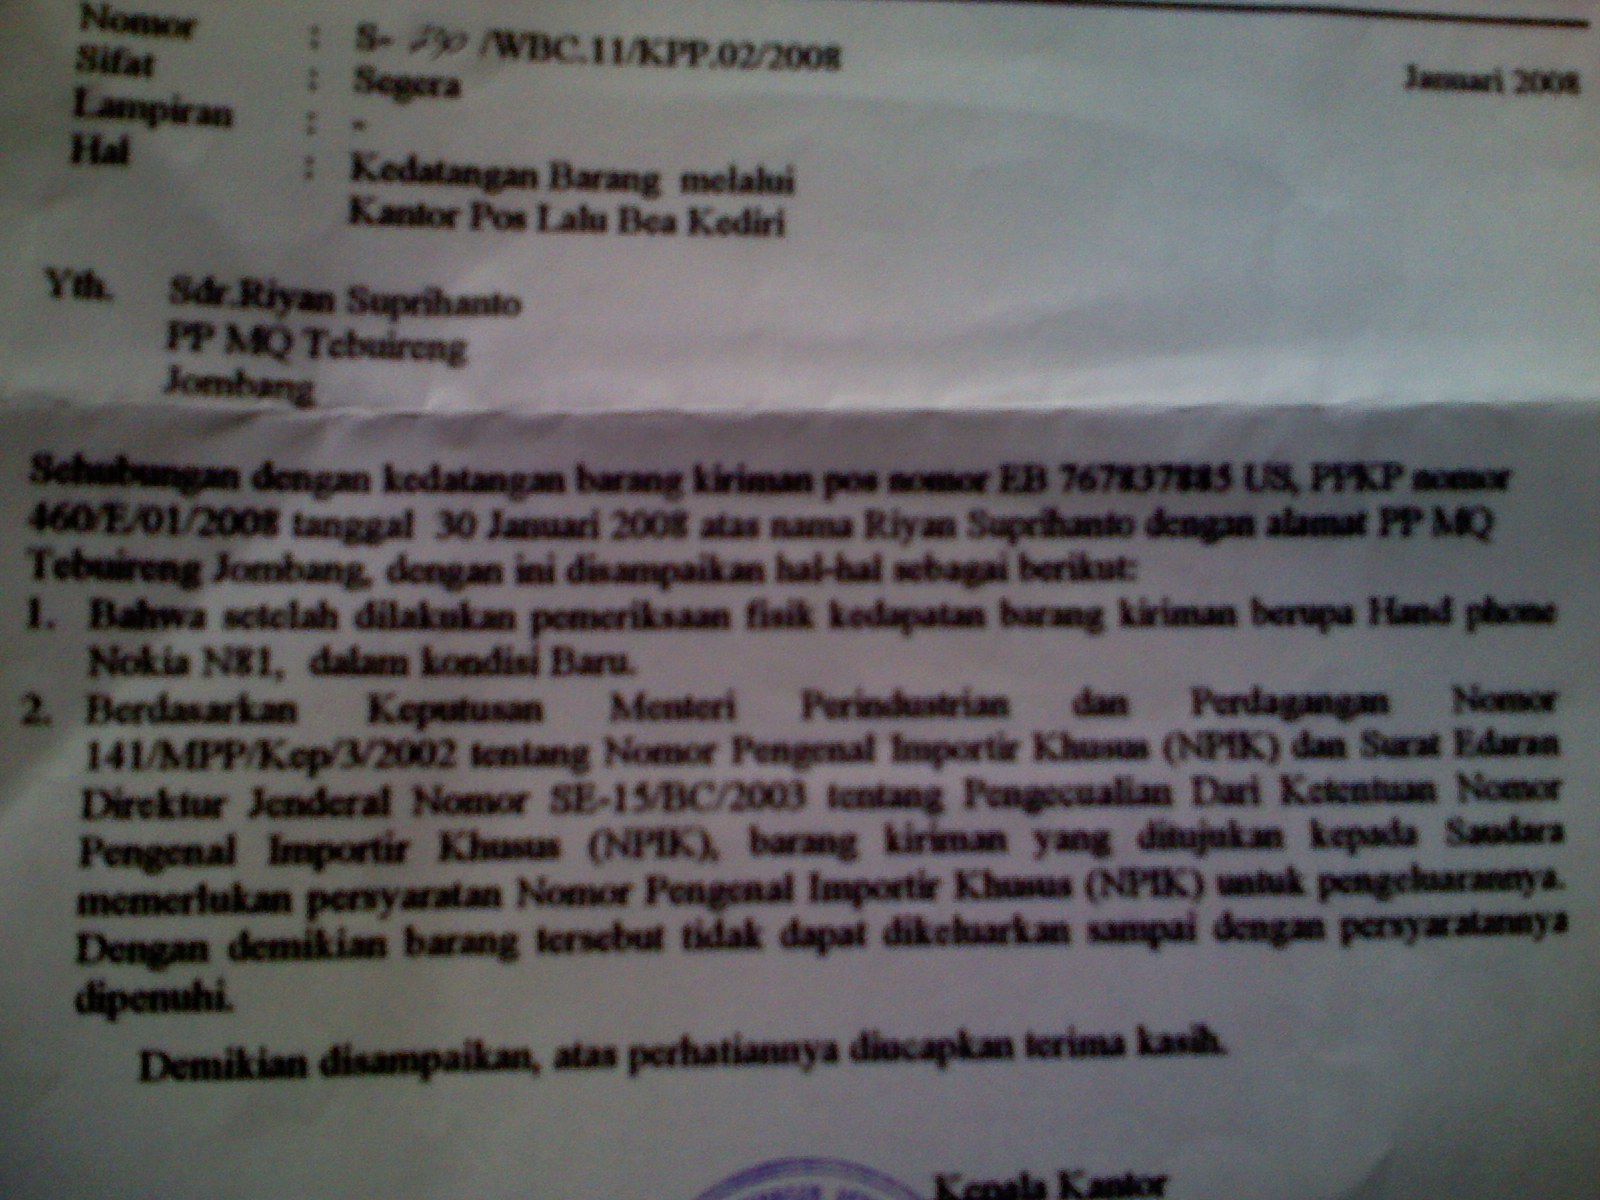 Nomor : S- 230 /WBC.11/KPP.02/2008
Januari 2008
Sifat : Segera
Lampiran : -
Hal : Kedatangan Barang melalui
Kantor Pos Lalu Bea Kediri
Yth. Sdr.Riyan Suprihanto
PP MQ Tebuireng
Jombang
Sehubungan dengan kedatangan barang kiriman pos nomor EB 767837885 US, PPKP nomor
460/E/01/2008 tanggal 30 Januari 2008 atas nama Riyan Suprihanto dengan alamat PP MQ
Tebuireng Jombang, dengan ini disampaikan hal-hal sebagai berikut:
1. Bahwa setelah dilakukan pemeriksaan fisik kedapatan barang kiriman berupa Hand phone
Nokia N81, dalam kondisi Baru.
2. Berdasarkan Keputusan Menteri Perindustrian dan Perdagangan Nomor
141/MPP/Kep/3/2002 tentang Nomor Pengenal Importir Khusus (NPIK) dan Surat Edaran
Direktur Jenderal Nomor SE-15/BC/2003 tentang Pengecualian Dari Ketentuan Nomor
Pengenal Importir Khusus (NPIK), barang kiriman yang ditujukan kepada Saudara
memerlukan persyaratan Nomor Pengenal Importir Khusus (NPIK) untuk pengeluarannya.
Dengan demikian barang tersebut tidak dapat dikeluarkan sampai dengan persyaratannya
dipenuhi.
Demikian disampaikan, atas perhatiannya diucapkan terima kasih.
Kepala Kantor